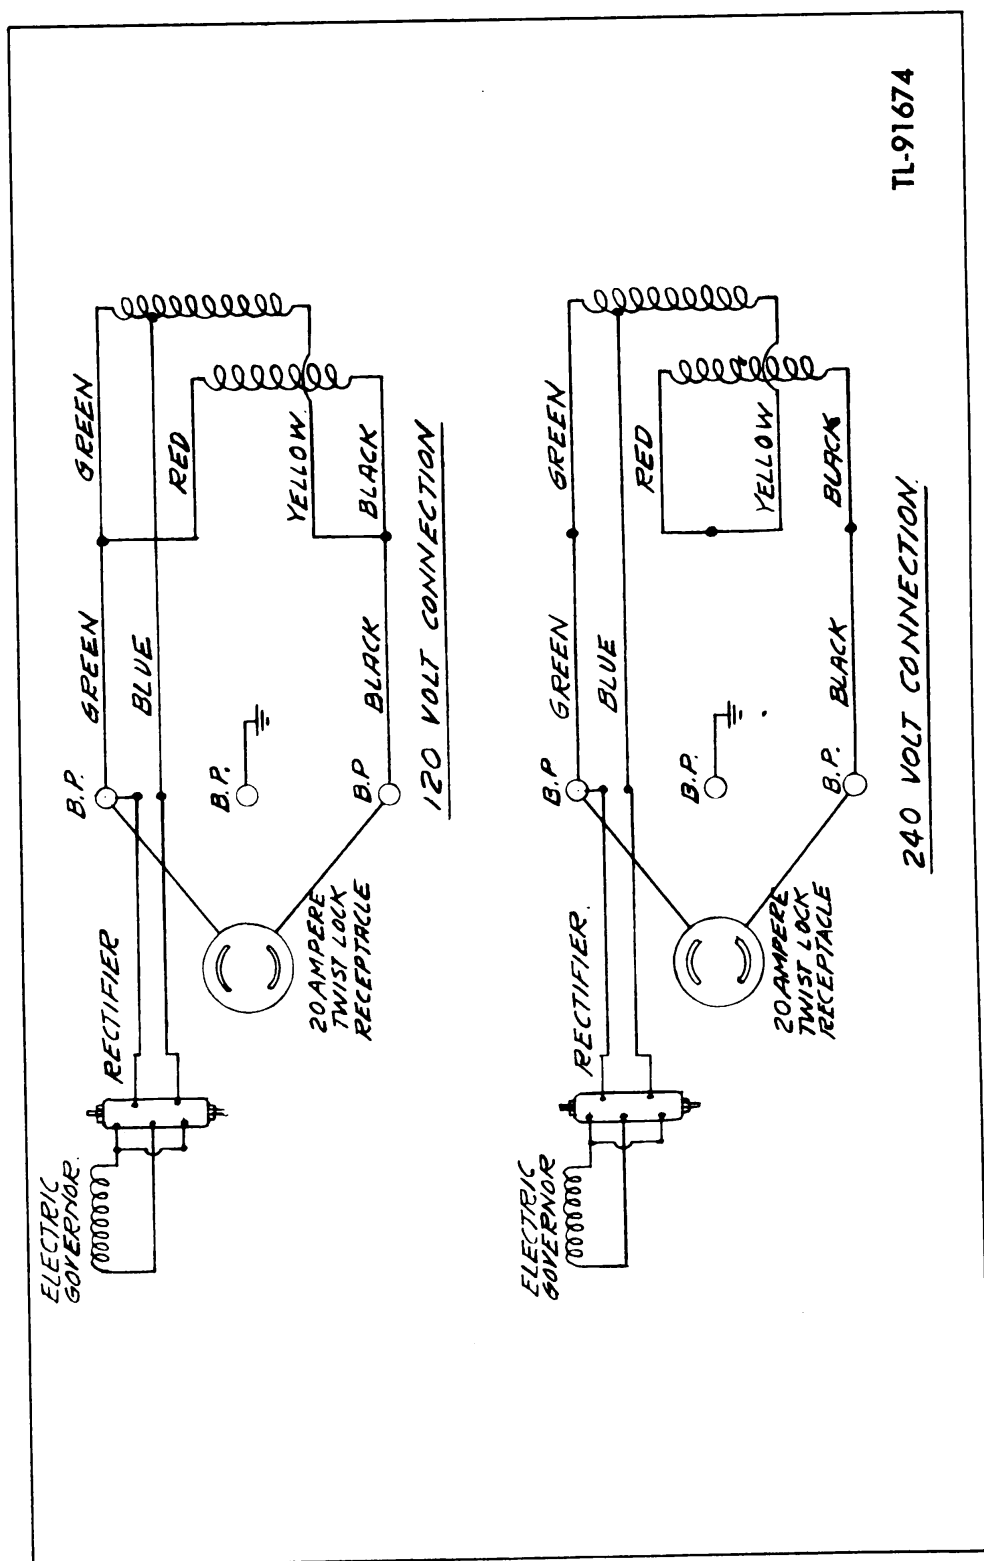 ELECTRIC
GOVERNOR.
RECTIFIER
20 AMPERE
TWIST LOCK
RECEPTACLE
B.P.
B.P.
B.P
GREEN
BLUE
BLACK
GREEN
RED
YELLOW.
BLACK
120 VOLT CONNECTION
ELECTRIC
GOVERNOR
RECTIFIER.
20 AMPERE
TWIST LOCK
RECEPTACLE
B.P
B.P.
B.P.
GREEN
BLUE
BLACK
GREEN
RED
YELLOW
BLACK
240 VOLT CONNECTION.
TL-91674